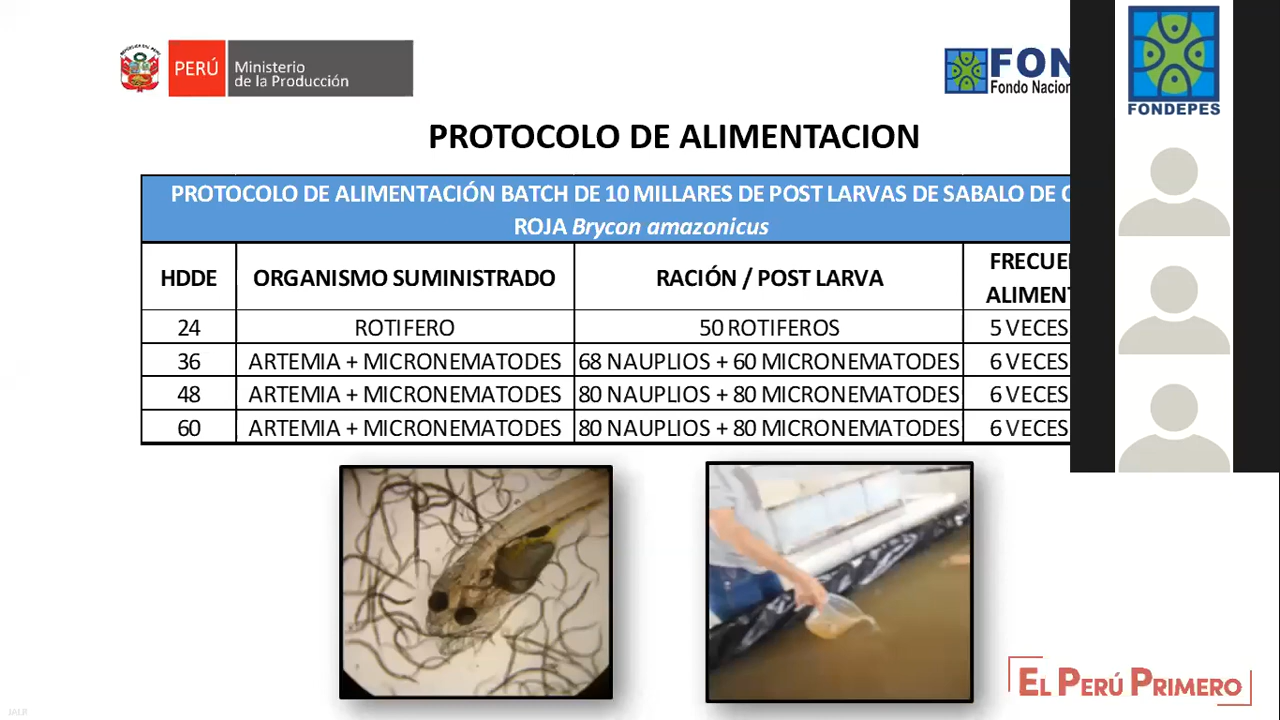 PERÚ
Ministerio
de la Producción
FON
Fondo Nacion
FONDEPES
PROTOCOLO DE ALIMENTACION
PROTOCOLO DE ALIMENTACIÓN BATCH DE 10 MILLARES DE POST LARVAS DE SABALO DE
ROJA Brycon amazonicus
HDDE ORGANISMO SUMINISTRADO RACIÓN / POST LARVA FRECUE
ALIMENT
24 ROTIFERO 50 ROTIFEROS 5 VECES
36 ARTEMIA + MICRONEMATODES 68 NAUPLIOS + 60 MICRONEMATODES 6 VECES
48 ARTEMIA + MICRONEMATODES 80 NAUPLIOS + 80 MICRONEMATODES 6 VECES
60 ARTEMIA + MICRONEMATODES 80 NAUPLIOS + 80 MICRONEMATODES 6 VECES
EL PERÚ PRIMERO
JALR